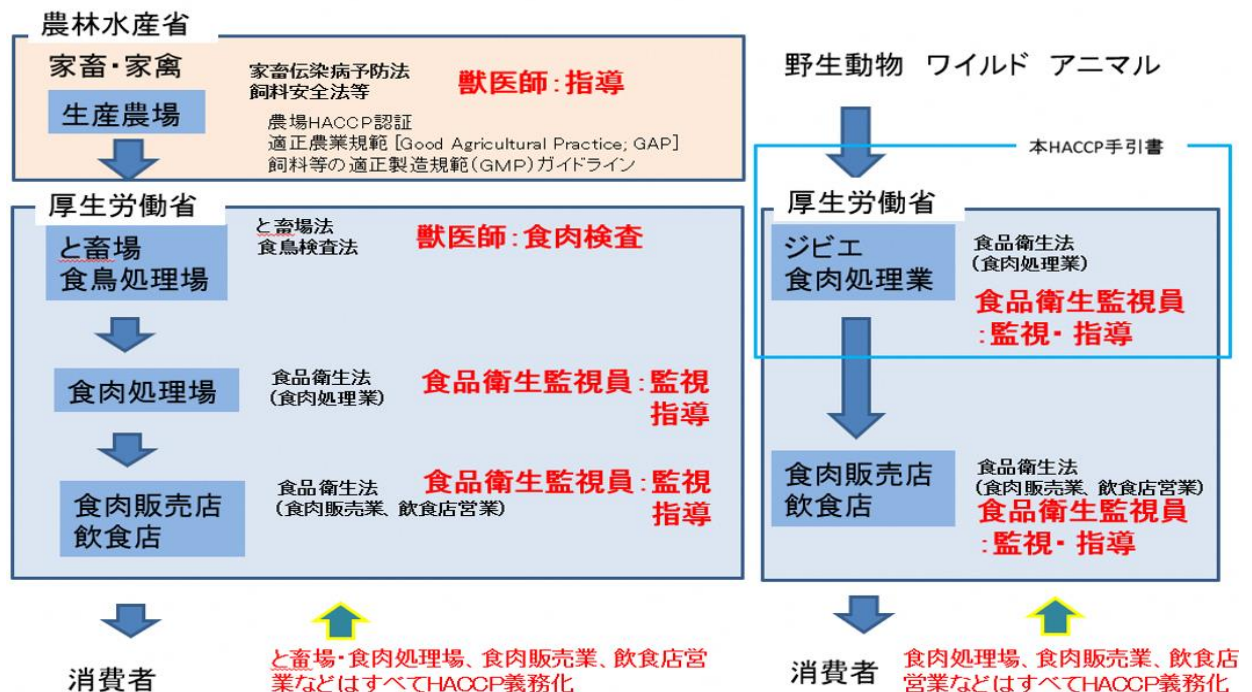 農林水産省
家畜・家禽
生産農場
家畜伝染病予防法
飼料安全法等
獣医師:指導
農場HACCP認証
適正農業規範 [Good Agricultural Practice; GAP]
飼料等の適正製造規範(GMP)ガイドライン
厚生労働省
と畜場
食鳥処理場
と畜場法
食鳥検査法
獣医師:食肉検査
食肉処理場
食品衛生法
(食肉処理業)
食品衛生監視員:監視
指導
食肉販売店
飲食店
食品衛生法
(食肉販売業、飲食店営業)
食品衛生監視員:監視
指導
消費者
と畜場・食肉処理場、食肉販売業、飲食店営
業などはすべてHACCP義務化
野生動物 ワイルド アニマル
本HACCP手引書
厚生労働省
ジビエ
食肉処理業
食品衛生法
(食肉処理業)
食品衛生監視員
:監視・指導
食肉販売店
飲食店
食品衛生法
(食肉販売業、飲食店営業)
食品衛生監視員
:監視・指導
消費者
食肉処理場、食肉販売業、飲食店
営業などはすべてHACCP義務化